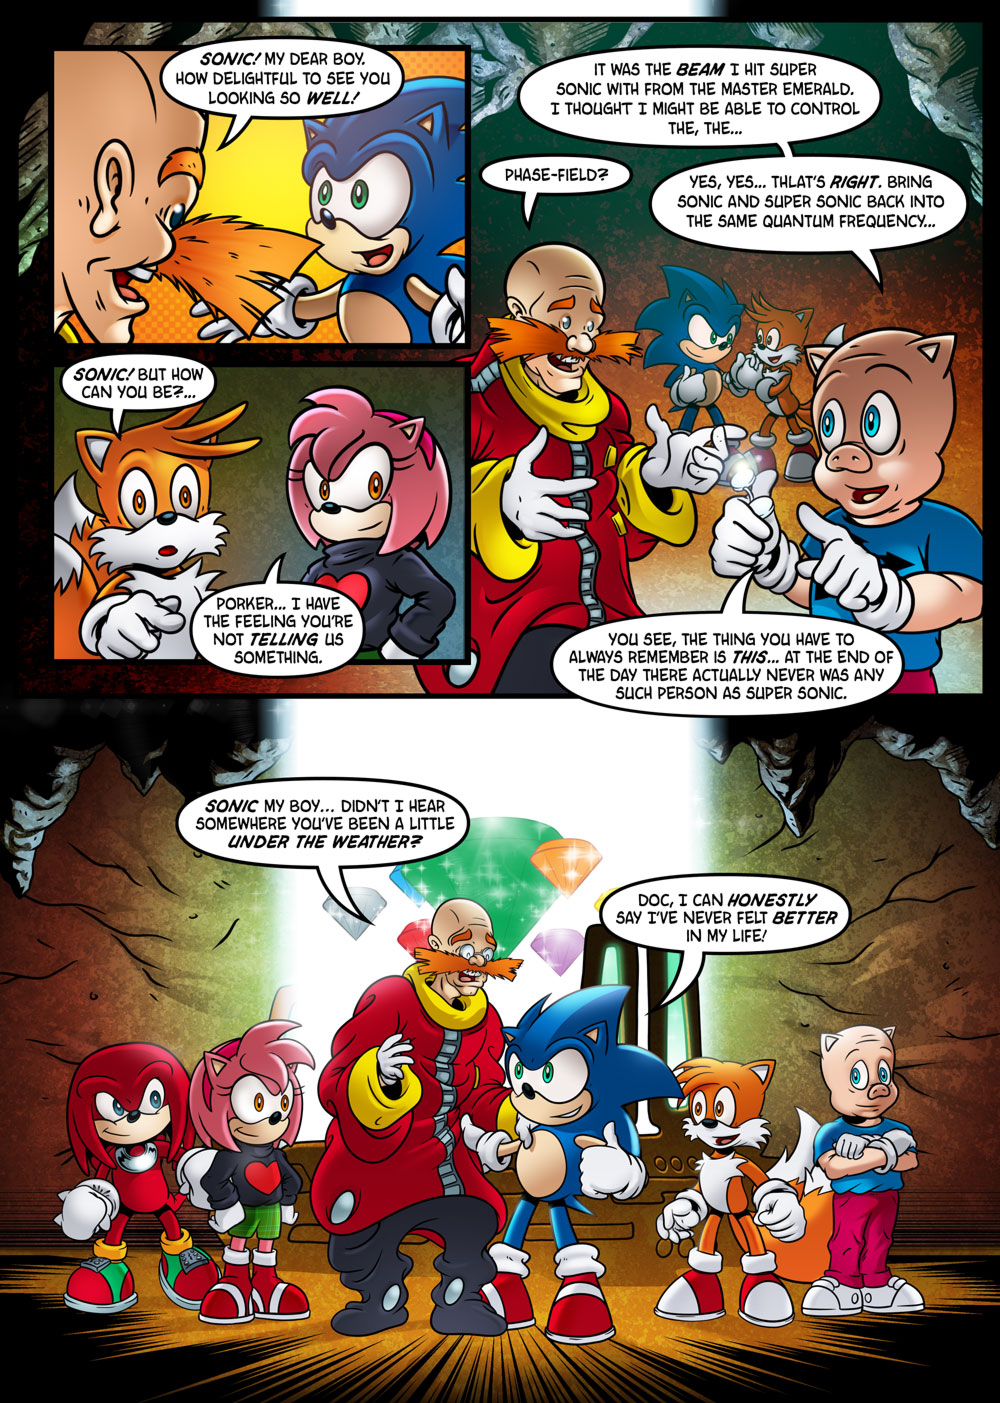 SONIC! MY DEAR BOY.
HOW DELIGHTFUL TO SEE YOU
LOOKING SO WELL!
SONIC! BUT HOW
CAN YOU BE?...
PORKER... I HAVE
THE FEELING YOU'RE
NOT TELLING US
SOMETHING.
IT WAS THE BEAM I HIT SUPER
SONIC WITH FROM THE MASTER EMERALD.
I THOUGHT I MIGHT BE ABLE TO CONTROL
THE, THE...
PHASE-FIELD?
YES, YES... THLAT'S RIGHT. BRING
SONIC AND SUPER SONIC BACK INTO
THE SAME QUANTUM FREQUENCY...
YOU SEE, THE THING YOU HAVE TO
ALWAYS REMEMBER IS THIS... AT THE END OF
THE DAY THERE ACTUALLY NEVER WAS ANY
SUCH PERSON AS SUPER SONIC.
SONIC MY BOY... DIDN'T I HEAR
SOMEWHERE YOU'VE BEEN A LITTLE
UNDER THE WEATHER?
DOC, I CAN HONESTLY
SAY I'VE NEVER FELT BETTER
IN MY LIFE!